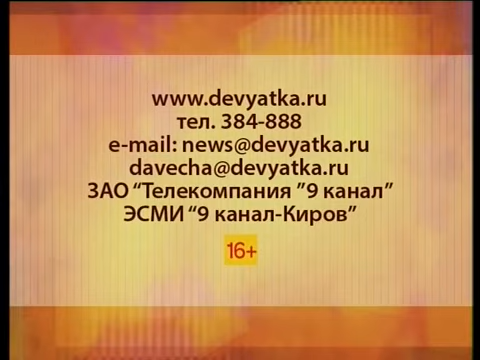 www.devyatka.ru
тел. 384-888
e-mail: news@devyatka.ru
davecha@devyatka.ru
ЗАО “Телекомпания ”9 канал”
ЭСМИ “9 канал-Киров”
16+